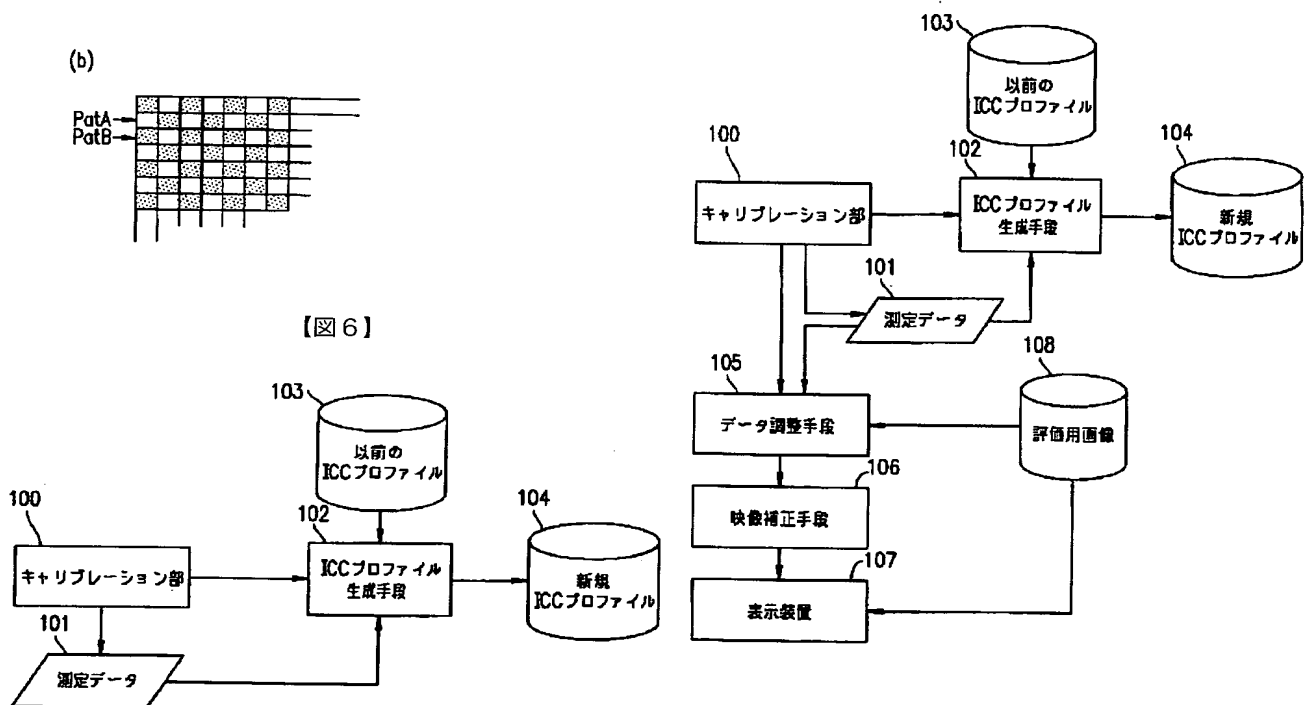 (b)
PatA
PatB
【図6】
103
以前の
ICCプロファイル
100
キャリブレーション部
102
ICCプロファイル
生成手段
104
新規
ICCプロファイル
101
測定データ
103
以前の
ICCプロファイル
100
キャリブレーション部
102
ICCプロファイル
生成手段
104
新規
ICCプロファイル
101
測定データ
105
データ調整手段
108
評価用画像
106
映像補正手段
107
表示装置